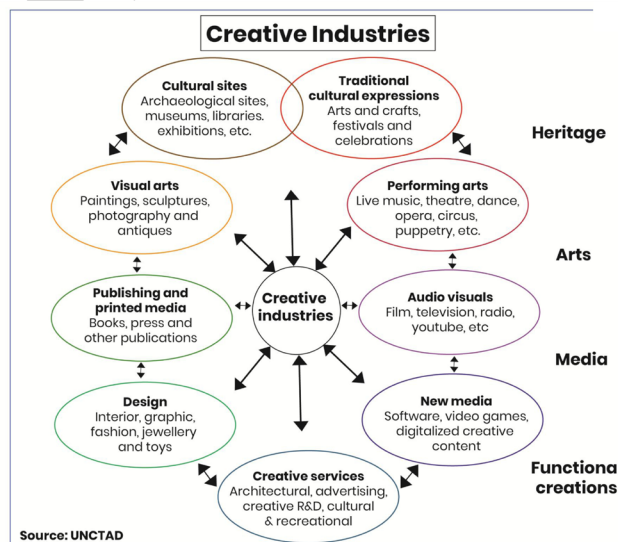 Creative Industries
Cultural sites
Archaeological sites,
museums, libraries.
exhibitions, etc.
Traditional
cultural expressions
Arts and crafts,
festivals and
celebrations
Heritage
Visual arts
Paintings, sculptures,
photography and
antiques
Performing arts
Live music, theatre, dance,
opera, circus,
puppetry, etc.
Arts
Creative
industries
Publishing and
printed media
Books, press and
other publications
Audio visuals
Film, television, radio,
youtube, etc
Media
Design
Interior, graphic,
fashion, jewellery
and toys
New media
Software, video games,
digitalized creative
content
Creative services
Architectural, advertising,
creative R&D, cultural
& recreational
Functiona
creations
Source: UNCTAD